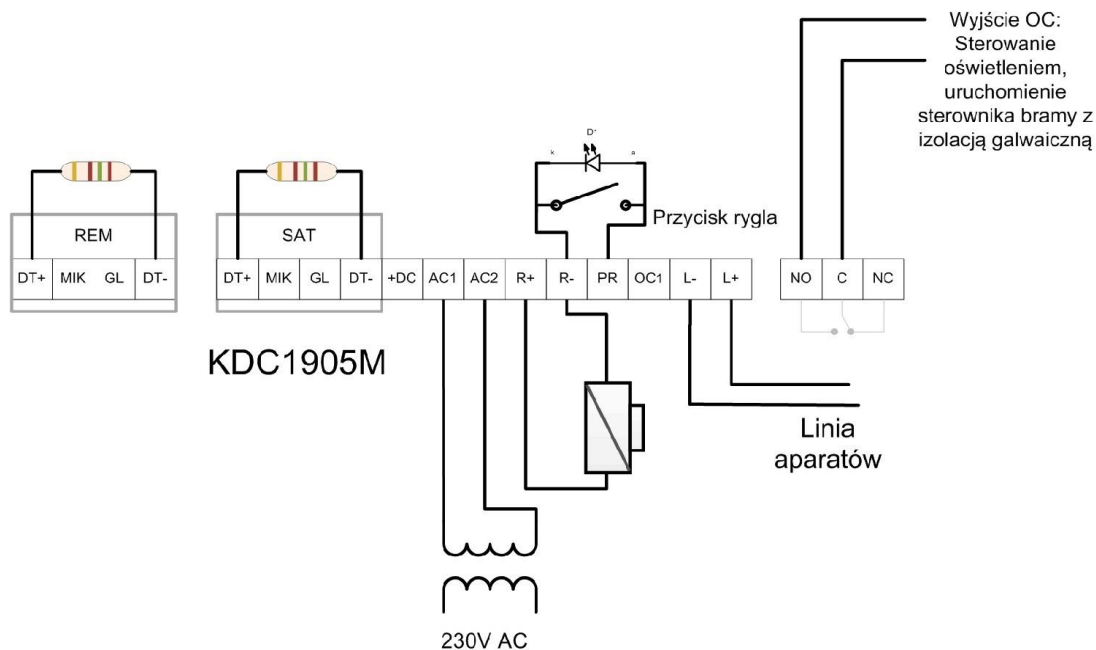 Wyjście OC:
Sterowanie
oświetleniem,
uruchomienie
sterownika bramy z
izolacją galwaiczną
D*
k
a
Przycisk rygla
REM
SAT
DT+ MIK GL DT-
DT+ MIK GL DT- +DC AC1 AC2 R+ R- PR OC1 L- L+
NO C NC
KDC1905M
Linia
aparatów
230V AC